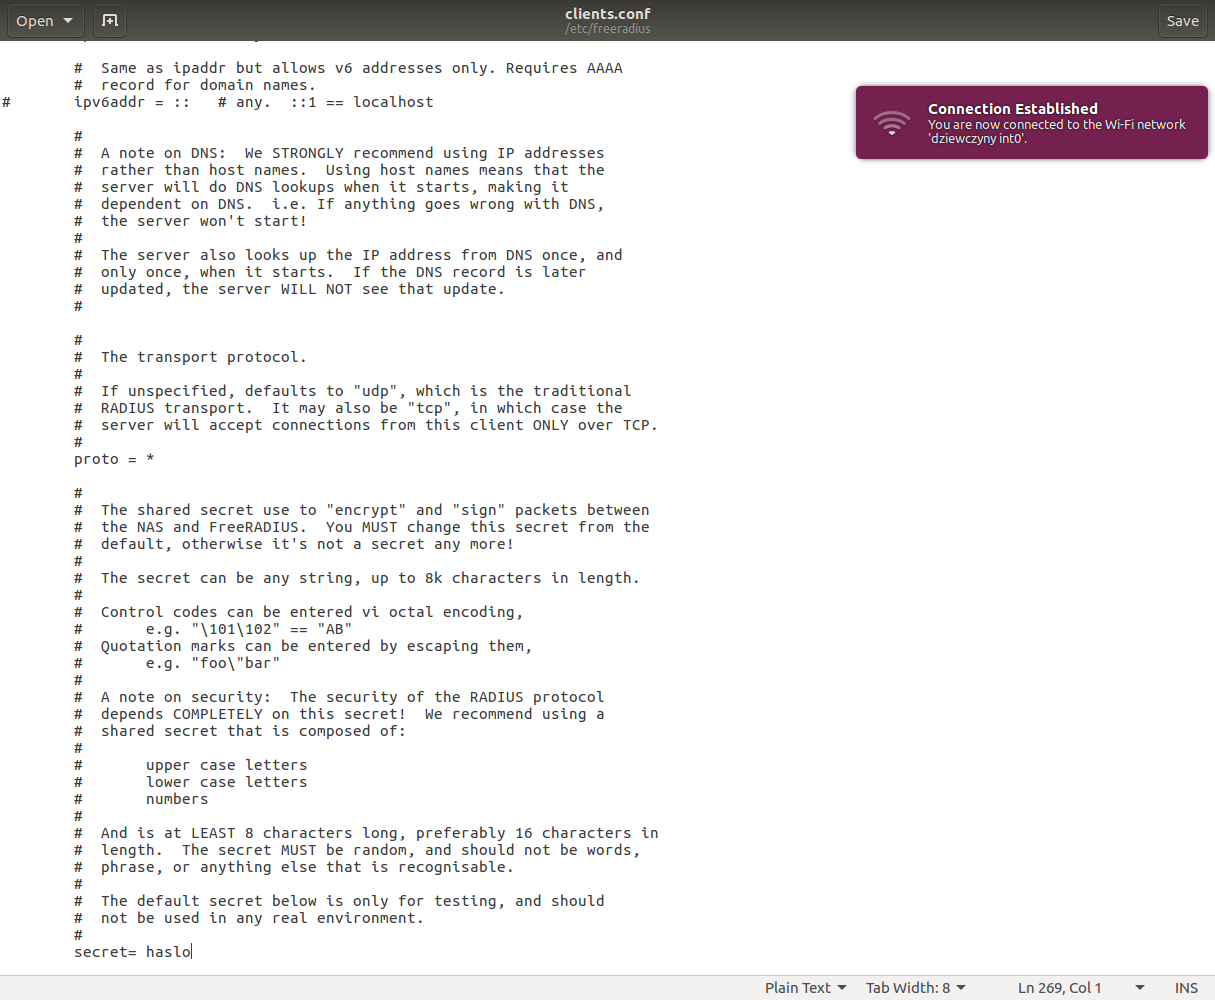 Open
clients.conf
/etc/freeradius
Save
#  Same as ipaddr but allows v6 addresses only. Requires AAAA
#  record for domain names.
#       ipv6addr = ::   # any.  ::1 == localhost
Connection Established
You are now connected to the Wi-Fi network
'dziewczyny int0'.
#
#  A note on DNS:  We STRONGLY recommend using IP addresses
#  rather than host names.  Using host names means that the
#  server will do DNS lookups when it starts, making it
#  dependent on DNS.  i.e. If anything goes wrong with DNS,
#  the server won't start!
#
#  The server also looks up the IP address from DNS once, and
#  only once, when it starts.  If the DNS record is later
#  updated, the server WILL NOT see that update.
#
#
#  The transport protocol.
#
#  If unspecified, defaults to "udp", which is the traditional
#  RADIUS transport.  It may also be "tcp", in which case the
#  server will accept connections from this client ONLY over TCP.
#
proto = *
#
#  The shared secret use to "encrypt" and "sign" packets between
#  the NAS and FreeRADIUS.  You MUST change this secret from the
#  default, otherwise it's not a secret any more!
#
#  The secret can be any string, up to 8k characters in length.
#
#  Control codes can be entered vi octal encoding,
#       e.g. "\101\102" == "AB"
#  Quotation marks can be entered by escaping them,
#       e.g. "foo\"bar"
#
#  A note on security:  The security of the RADIUS protocol
#  depends COMPLETELY on this secret!  We recommend using a
#  shared secret that is composed of:
#
#       upper case letters
#       lower case letters
#       numbers
#
#  And is at LEAST 8 characters long, preferably 16 characters in
#  length.  The secret MUST be random, and should not be words,
#  phrase, or anything else that is recognisable.
#
#  The default secret below is only for testing, and should
#  not be used in any real environment.
#
secret= haslo
Plain Text
Tab Width: 8
Ln 269, Col 1
INS